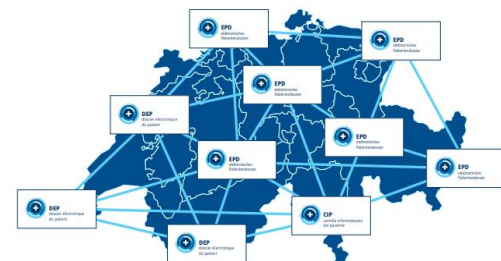 EPD
elektronisches
Patientendossier
EPD
elektronisches
Patientendossier
EPD
elektronisches
Patientendossier
DEP
dossier électronique
du patient
EPD
elektronisches
Patientendossier
EPD
elektronisches
Patientendossier
EPD
elektronisches
Patientendossier
DEP
dossier électronique
du patient
CIP
cartella informatizzata
del paziente
DEP
dossier électronique
du patient